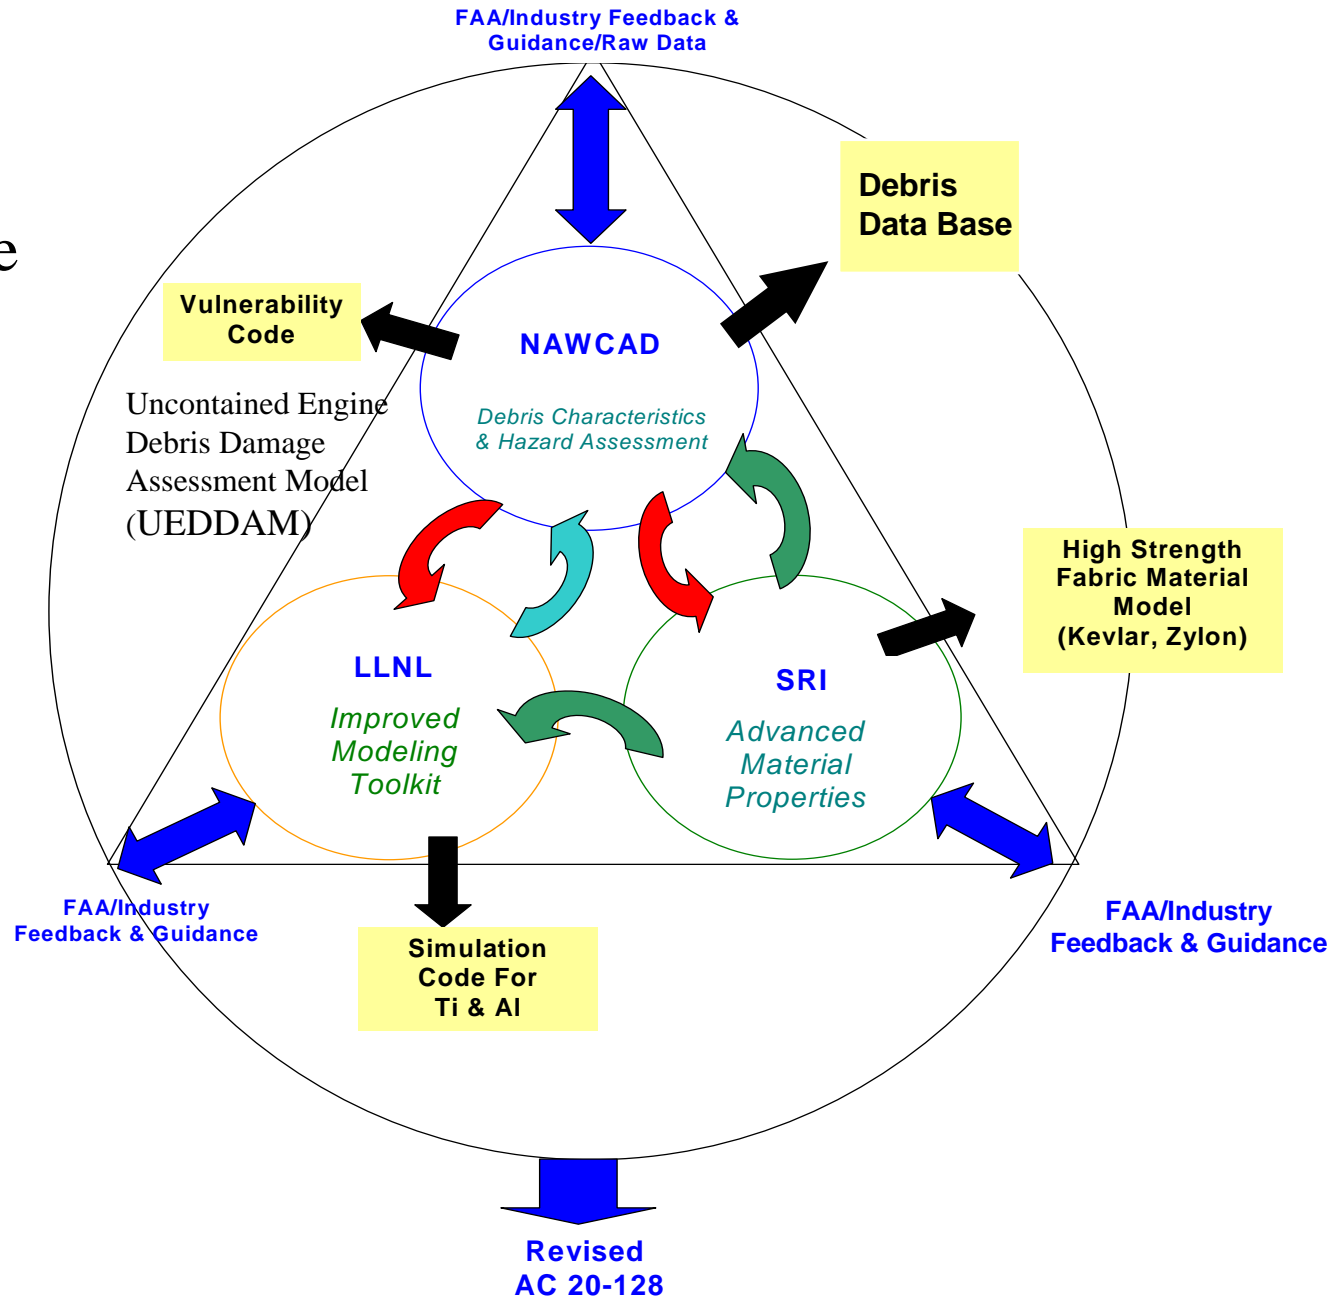 FAA/Industry Feedback &
Guidance/Raw Data
Debris
Data Base
e
Vulnerability
Code
NAWCAD
Debris Characteristics
& Hazard Assessment
Uncontained Engine
Debris Damage
Assessment Model
(UEDDAM)
High Strength
Fabric Material
Model
(Kevlar, Zylon)
LLNL
Improved
Modeling
Toolkit
SRI
Advanced
Material
Properties
FAA/Industry
Feedback & Guidance
FAA/Industry
Feedback & Guidance
Simulation
Code For
Ti & Al
Revised
AC 20-128